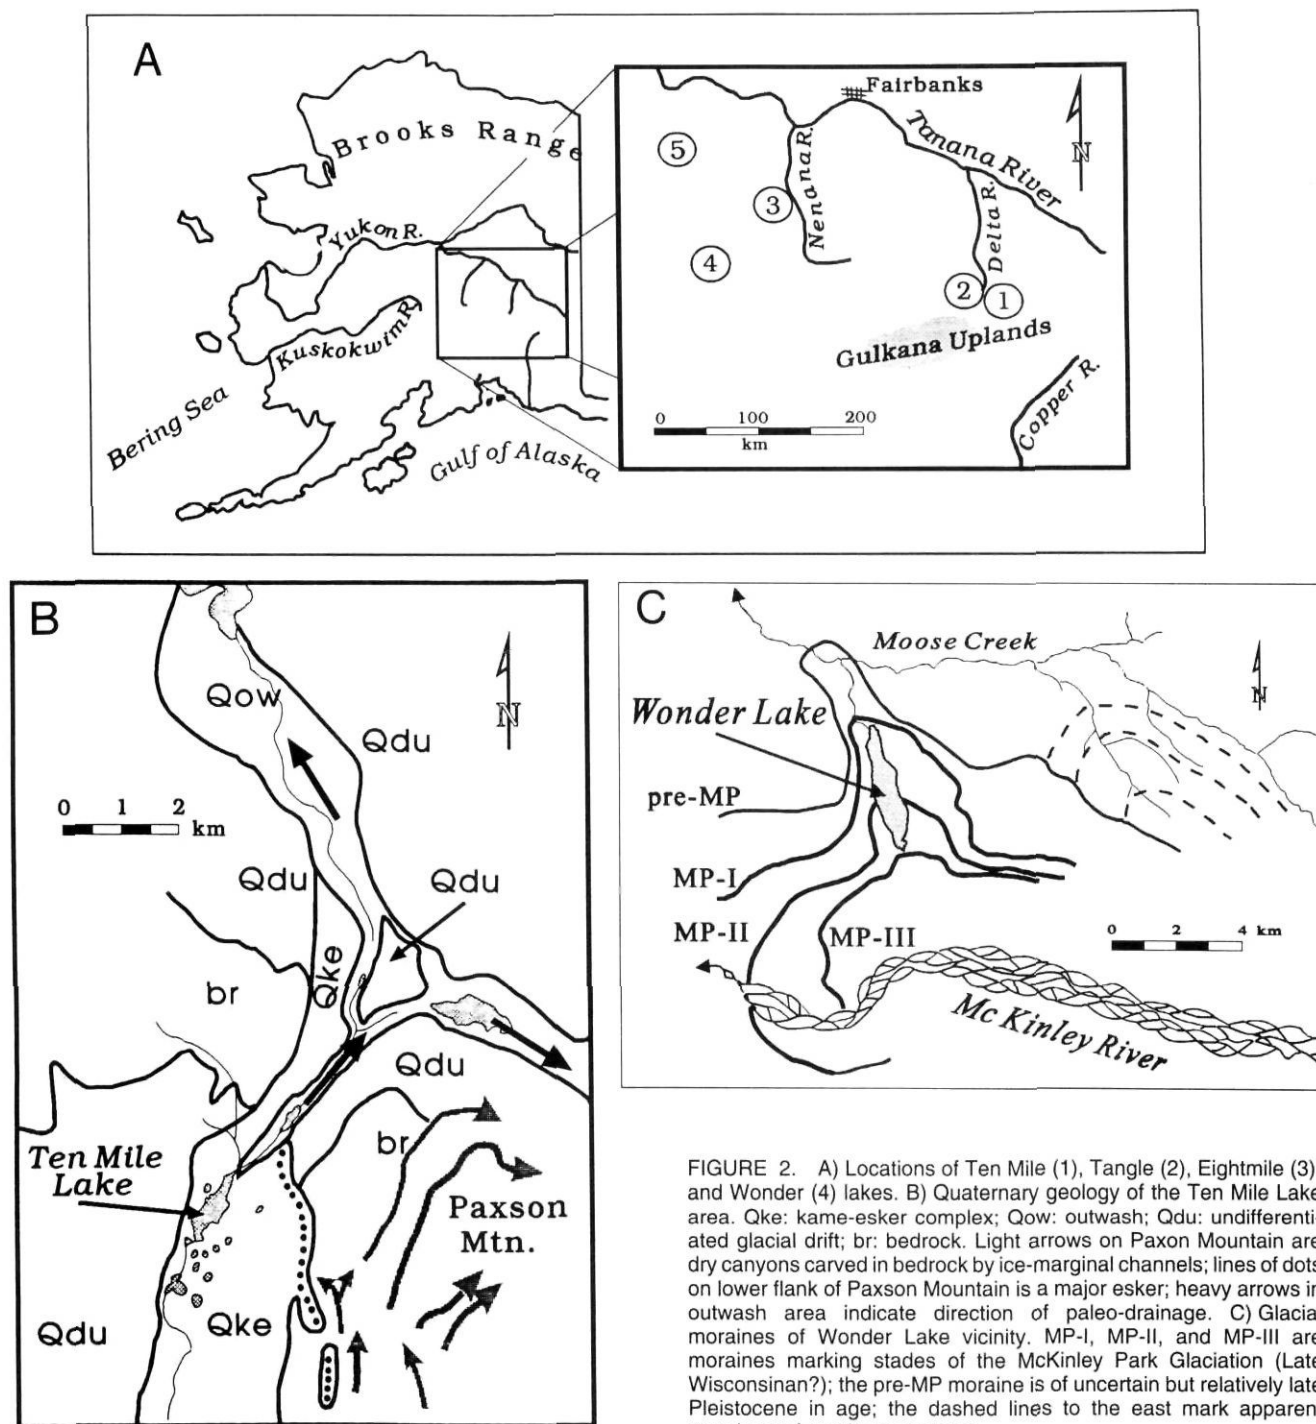 A
Brooks Range
Yukon R.
Kuskokwim R.
Bering Sea
Gulf of Alaska
Fairbanks
Tanana River
N
Nenana R.
Delta R.
5
3
4
2
1
Gulkana Uplands
Copper R.
0 100 200
km
B
Qow
Qdu
N
0 1 2
km
Qdu
Qdu
Qke
br
Qdu
br
Ten Mile
Lake
Paxson
Mtn.
Qdu
Qke
C
Moose Creek
Wonder Lake
N
pre-MP
MP-I
MP-II
MP-III
0 2 4 km
Mc Kinley River
FIGURE 2. A) Locations of Ten Mile (1), Tangle (2), Eightmile (3)
and Wonder (4) lakes. B) Quaternary geology of the Ten Mile Lake
area. Qke: kame-esker complex; Qow: outwash; Qdu: undifferenti
ated glacial drift; br: bedrock. Light arrows on Paxon Mountain are
dry canyons carved in bedrock by ice-marginal channels; lines of dots
on lower flank of Paxson Mountain is a major esker; heavy arrows in
outwash area indicate direction of paleo-drainage. C) Glacia
moraines of Wonder Lake vicinity. MP-I, MP-II, and MP-III are
moraines marking stades of the McKinley Park Glaciation (Late
Wisconsinan?); the pre-MP moraine is of uncertain but relatively late
Pleistocene in age; the dashed lines to the east mark apparen